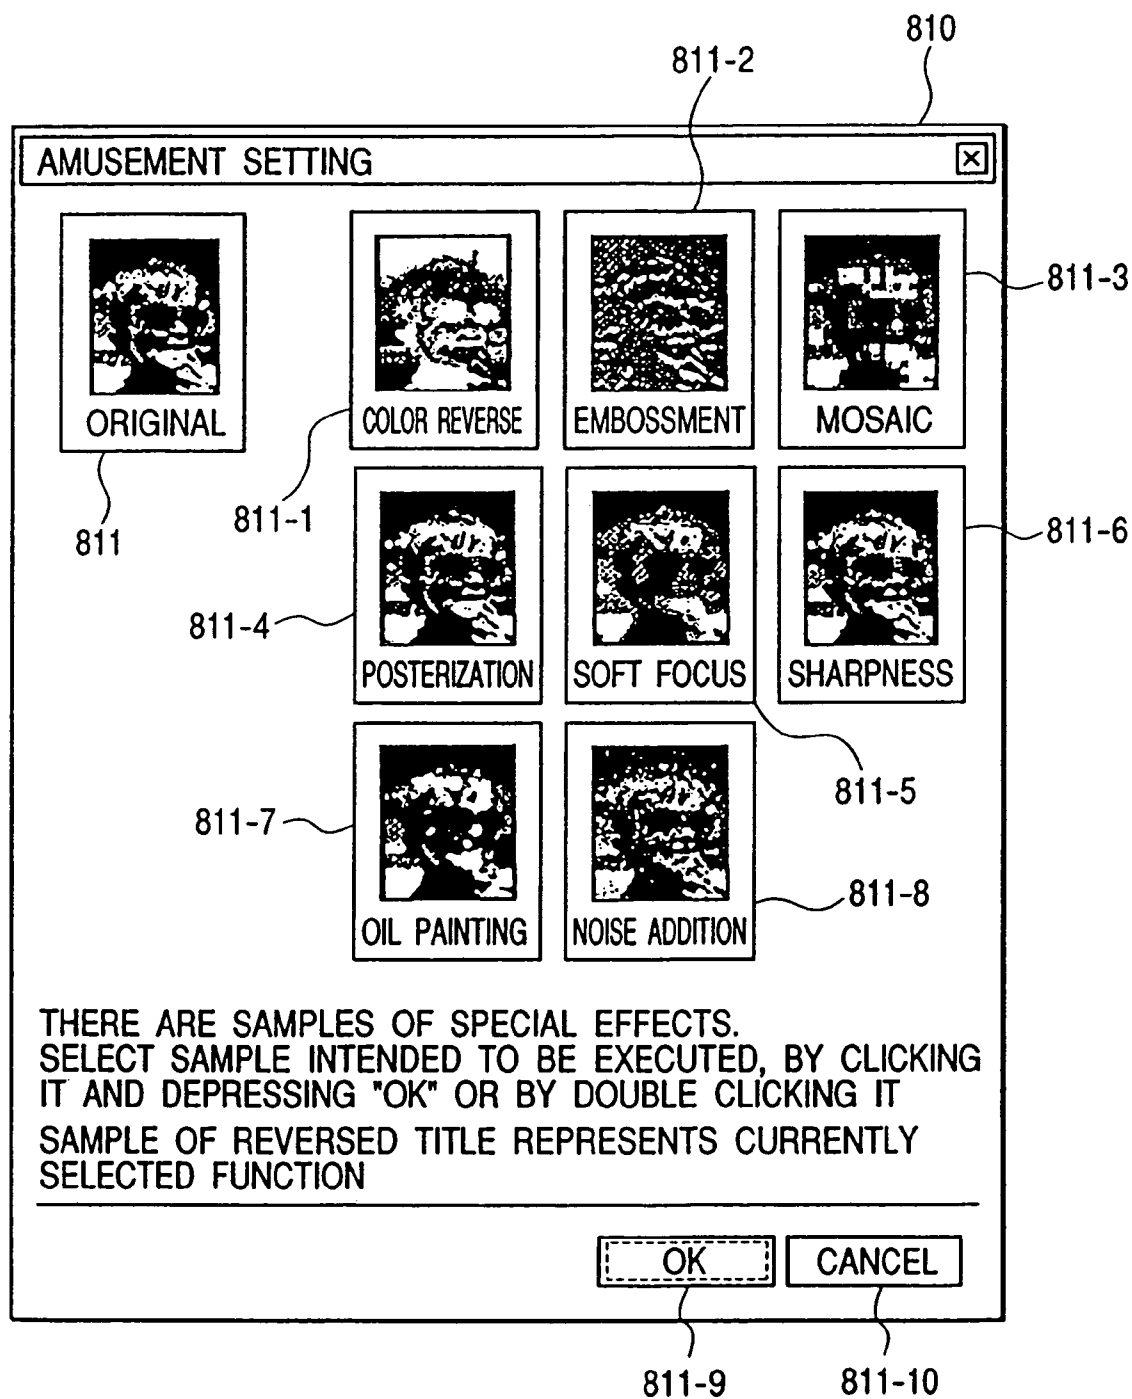 810
811-2
AMUSEMENT SETTING
811-3
ORIGINAL
COLOR REVERSE
EMBOSSMENT
MOSAIC
811
811-1
811-6
811-4
POSTERIZATION
SOFT FOCUS
SHARPNESS
811-5
811-7
811-8
OIL PAINTING
NOISE ADDITION
THERE ARE SAMPLES OF SPECIAL EFFECTS.
SELECT SAMPLE INTENDED TO BE EXECUTED, BY CLICKING
IT AND DEPRESSING "OK" OR BY DOUBLE CLICKING IT
SAMPLE OF REVERSED TITLE REPRESENTS CURRENTLY
SELECTED FUNCTION
OK
CANCEL
811-9
811-10